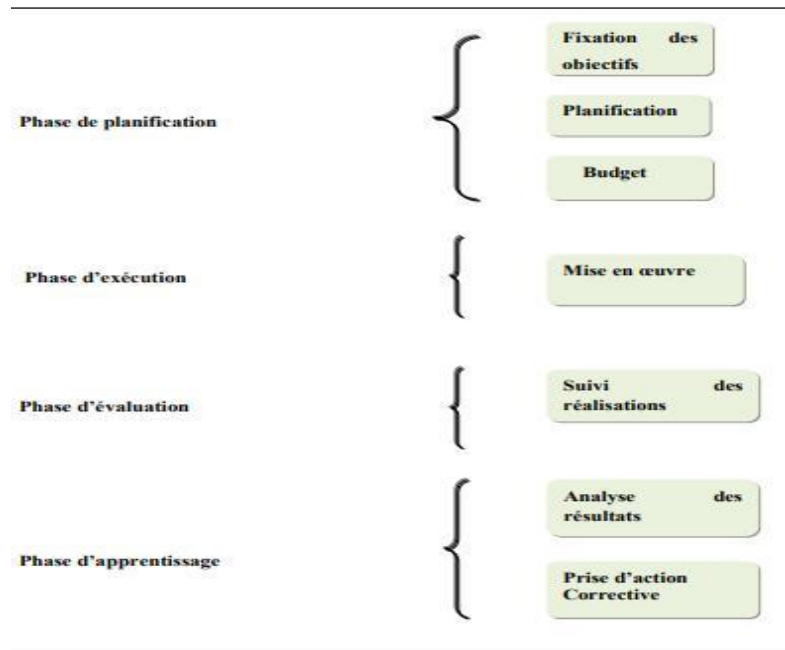 Fixation des
obiectifs
Phase de planification
Planification
Budget
Phase d'exécution
Mise en œuvre
Phase d'évaluation
Suivi des
réalisations
Phase d'apprentissage
Analyse des
résultats
Prise d'action
Corrective